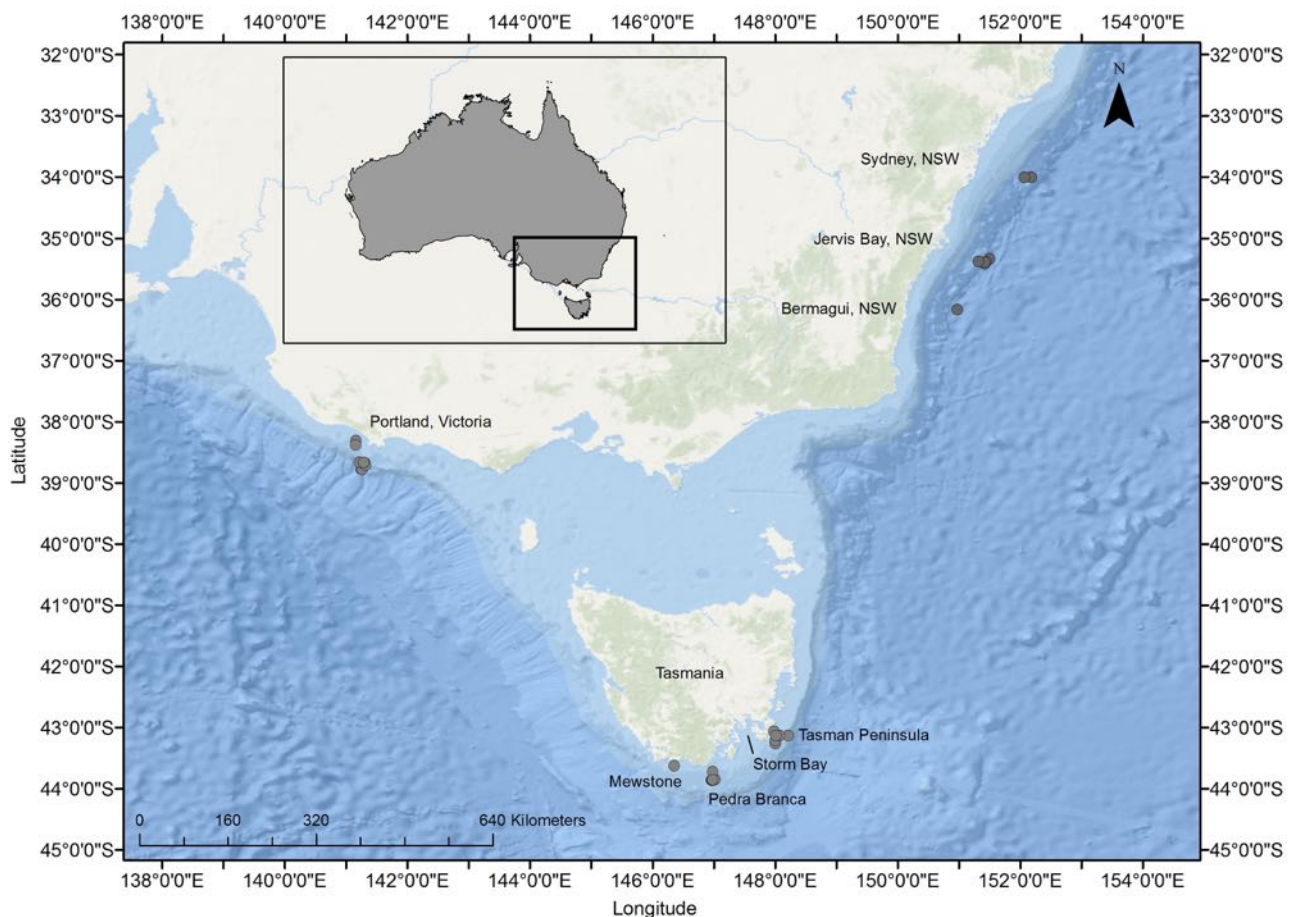 138°0'0"E 140°0'0"E 142°0'0"E 144°0'0"E 146°0'0"E 148°0'0"E 150°0'0"E 152°0'0"E 154°0'0"E
32°0'0"S 32°0'0"S
N
33°0'0"S 33°0'0"S
Sydney, NSW
34°0'0"S 34°0'0"S
35°0'0"S 35°0'0"S
Jervis Bay, NSW
36°0'0"S 36°0'0"S
Bermagui, NSW
37°0'0"S 37°0'0"S
38°0'0"S 38°0'0"S
Portland, Victoria
Latitude
39°0'0"S 39°0'0"S
40°0'0"S 40°0'0"S
41°0'0"S 41°0'0"S
42°0'0"S 42°0'0"S
Tasmania
43°0'0"S 43°0'0"S
Tasman Peninsula
Storm Bay
Mewstone
44°0'0"S 44°0'0"S
Pedra Branca
0 160 320 640 Kilometers
45°0'0"S 45°0'0"S
138°0'0"E 140°0'0"E 142°0'0"E 144°0'0"E 146°0'0"E 148°0'0"E 150°0'0"E 152°0'0"E 154°0'0"E
Longitude